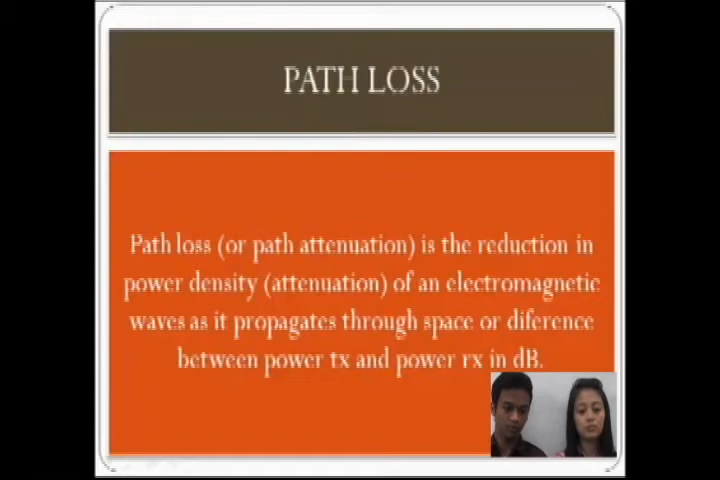 PATH LOSS
Path loss (or path attenuation) is the reduction in
power density (attenuation) of an electromagnetic
waves as it propagates through space or diference
between power tx and power rx in dB.